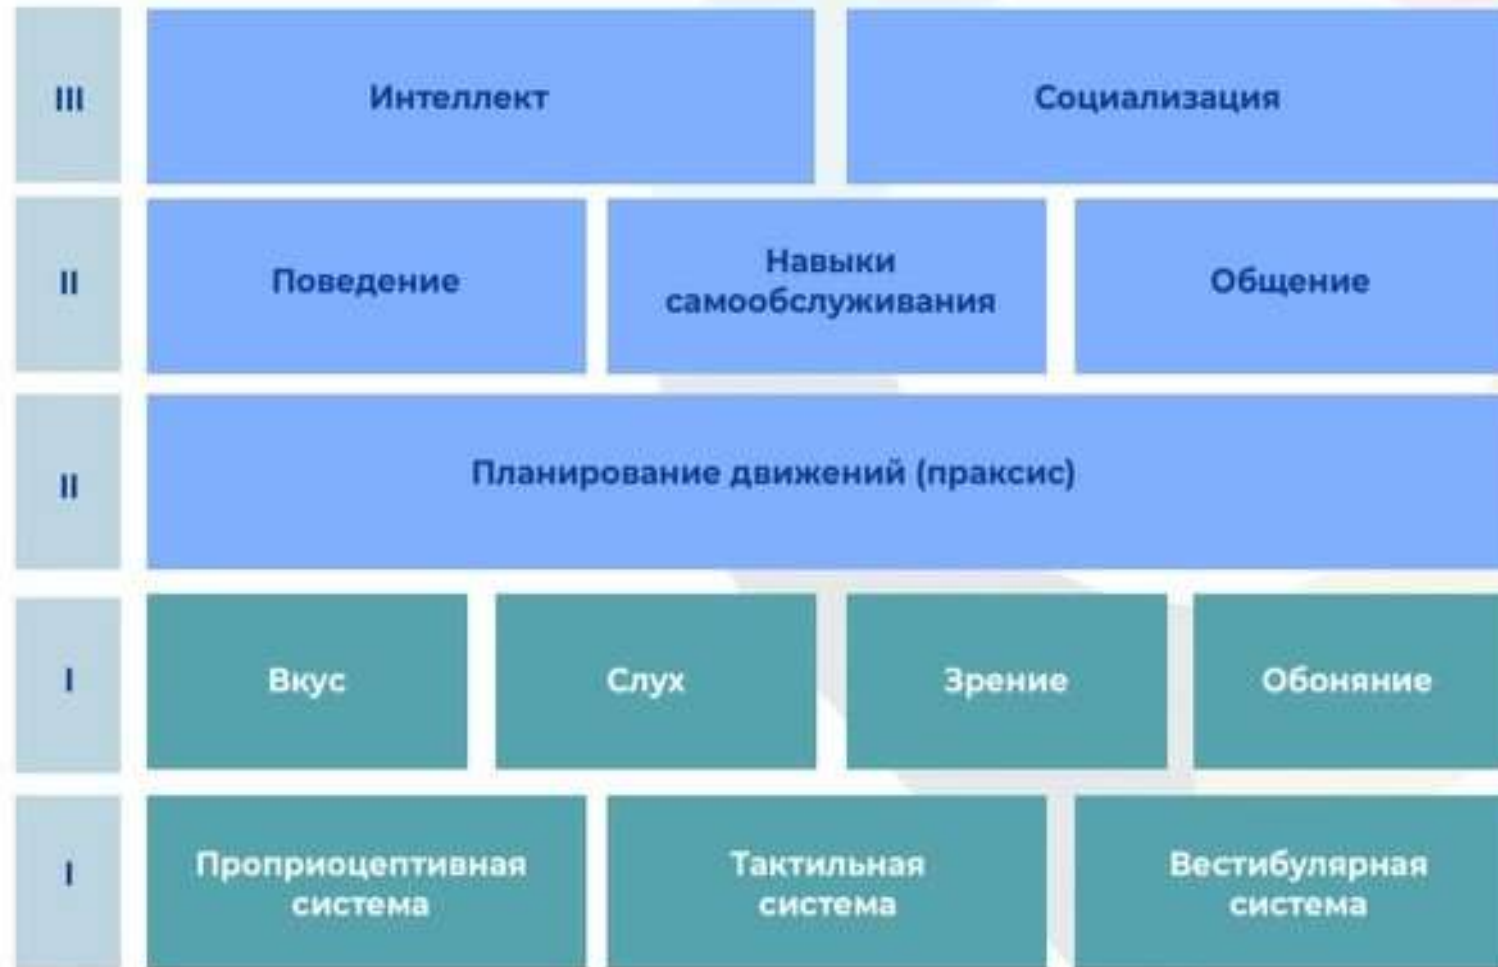 III
Интеллект
Социализация
II
Поведение
Навыки
самообслуживания
Общение
II
Планирование движений (праксис)
I
Вкус
Слух
Зрение
Обоняние
I
Проприоцептивная
система
Тактильная
система
Вестибулярная
система